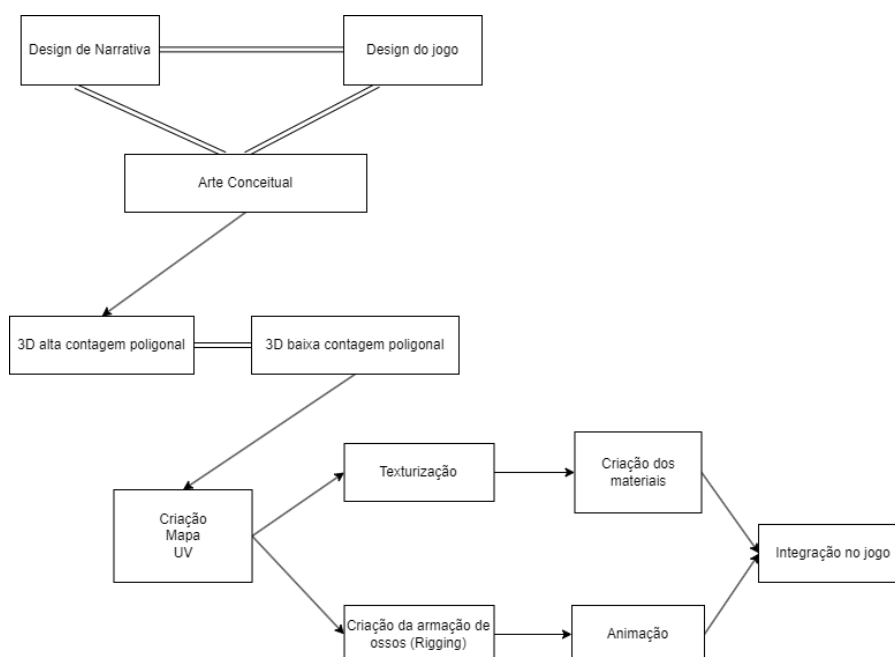 Design de Narrativa
Design do jogo
Arte Conceitual
3D alta contagem poligonal
3D baixa contagem poligonal
Criação
Mapa
UV
Texturização
Criação dos
materiais
Integração no jogo
Criação da armação de
ossos (Rigging)
Animação